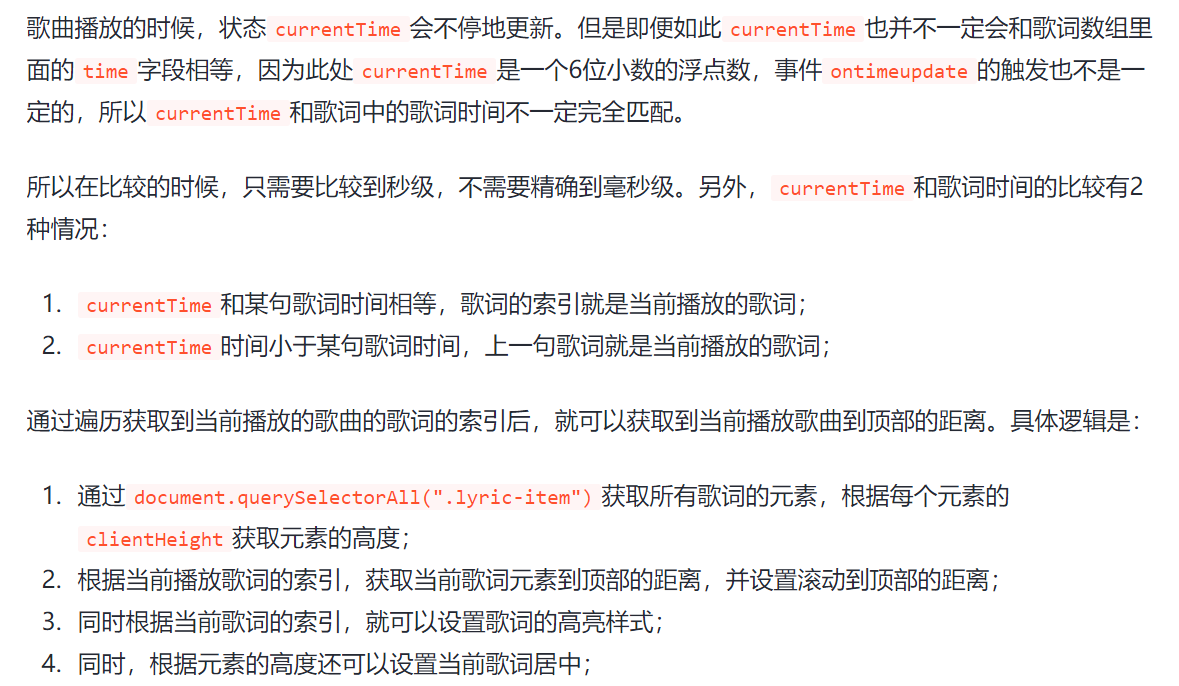 歌曲播放的时候，状态 currentTime 会不停地更新。但是即便如此 currentTime 也并不一定会和歌词数组里
面的 time 字段相等，因为此处 currentTime 是一个6位小数的浮点数，事件 ontimeupdate 的触发也不是一
定的，所以 currentTime 和歌词中的歌词时间不一定完全匹配。
所以在比较的时候，只需要比较到秒级，不需要精确到毫秒级。另外， currentTime 和歌词时间的比较有2
种情况：
1. currentTime 和某句歌词时间相等，歌词的索引就是当前播放的歌词；
2. currentTime 时间小于某句歌词时间，上一句歌词就是当前播放的歌词；
通过遍历获取到当前播放的歌曲的歌词的索引后，就可以获取到当前播放歌曲到顶部的距离。具体逻辑是：
1. 通过 document.querySelectorAll(".lyric-item") 获取所有歌词的元素，根据每个元素的
clientHeight 获取元素的高度；
2. 根据当前播放歌词的索引，获取当前歌词元素到顶部的距离，并设置滚动到顶部的距离；
3. 同时根据当前歌词的索引，就可以设置歌词的高亮样式；
4. 同时，根据元素的高度还可以设置当前歌词居中；